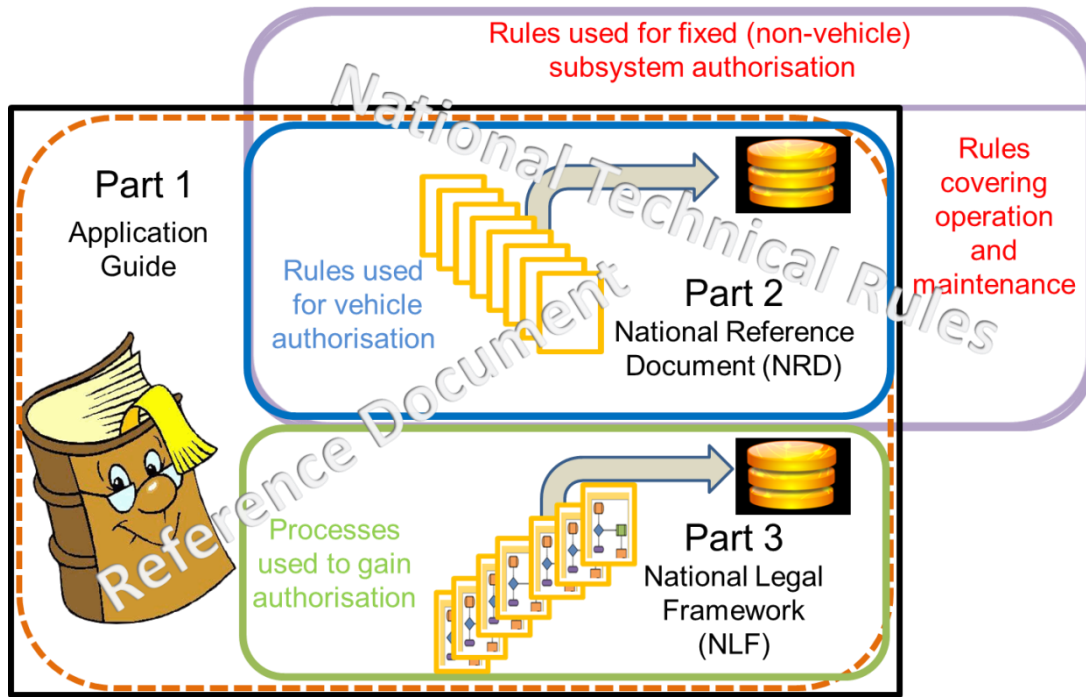 Rules used for fixed (non-vehicle)
subsystem authorisation
National Technical Rules
Part 1
Application
Guide
Rules used
for vehicle
authorisation
Part 2
National Reference
Document (NRD)
Rules
covering
operation
and
maintenance
Reference Document
Processes
used to gain
authorisation
Part 3
National Legal
Framework
(NLF)